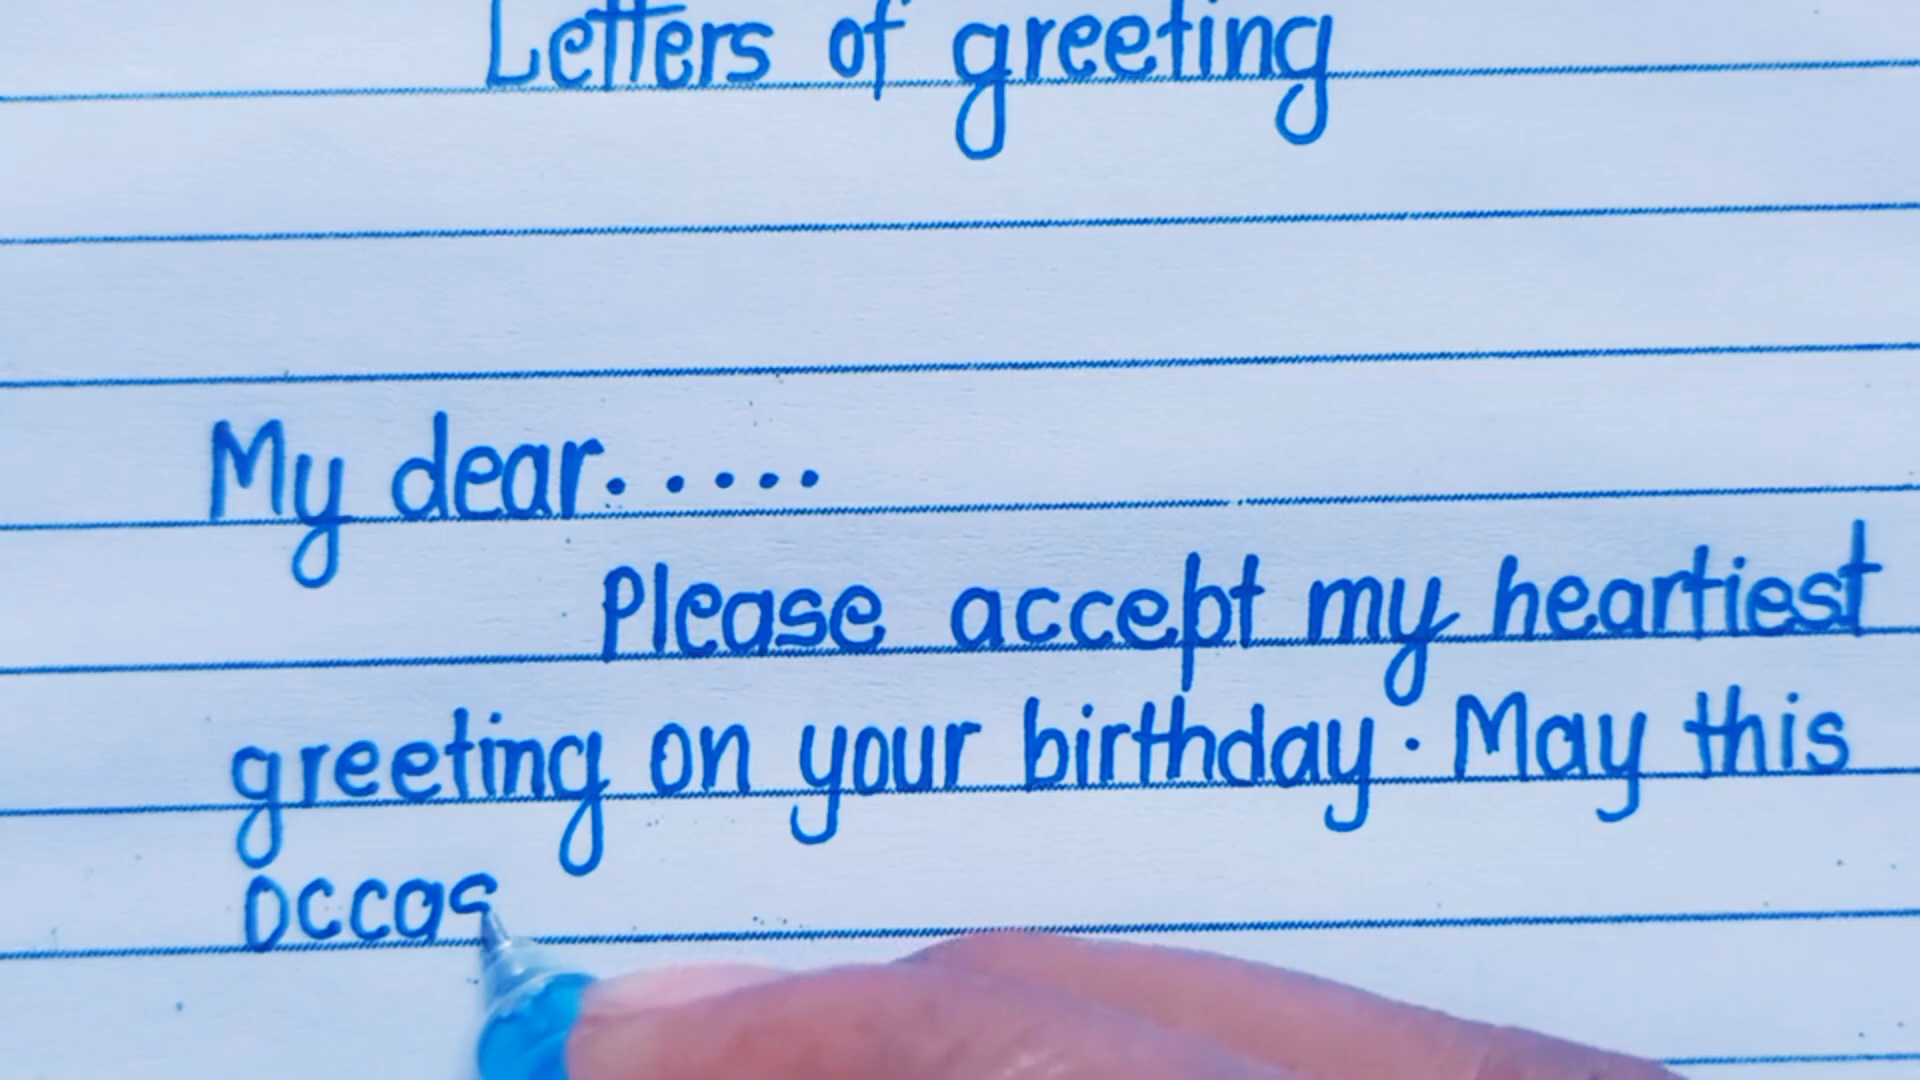 Letters of greeting
My dear.....
Please accept my heartiest
greeting on your birthday. May this
occas